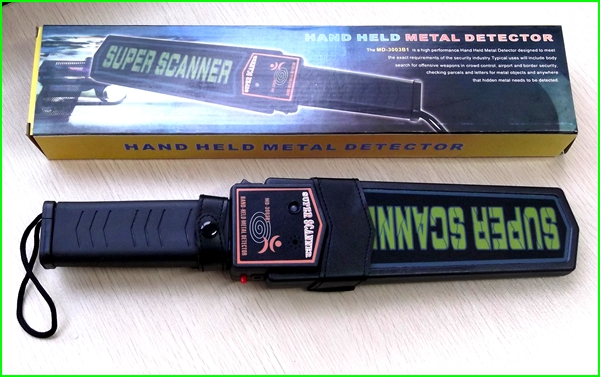 HAND HELD METAL DETECTOR
The MD-3003B1 is a high performance Hand Held Metal Detector designed to meet
the exact requirements of the security industry Typical uses will include body
search for offensive weapons in crowd control, airport and border security,
checking parcels and letters for metal objects and anywhere
that hidden metal needs to be detected.
SUPER SCANNER
HAND HELD METAL DETECTOR
SUPER SCANNER
MD-3003B1
HAND HELD METAL DETECTOR
SUPER SCANN